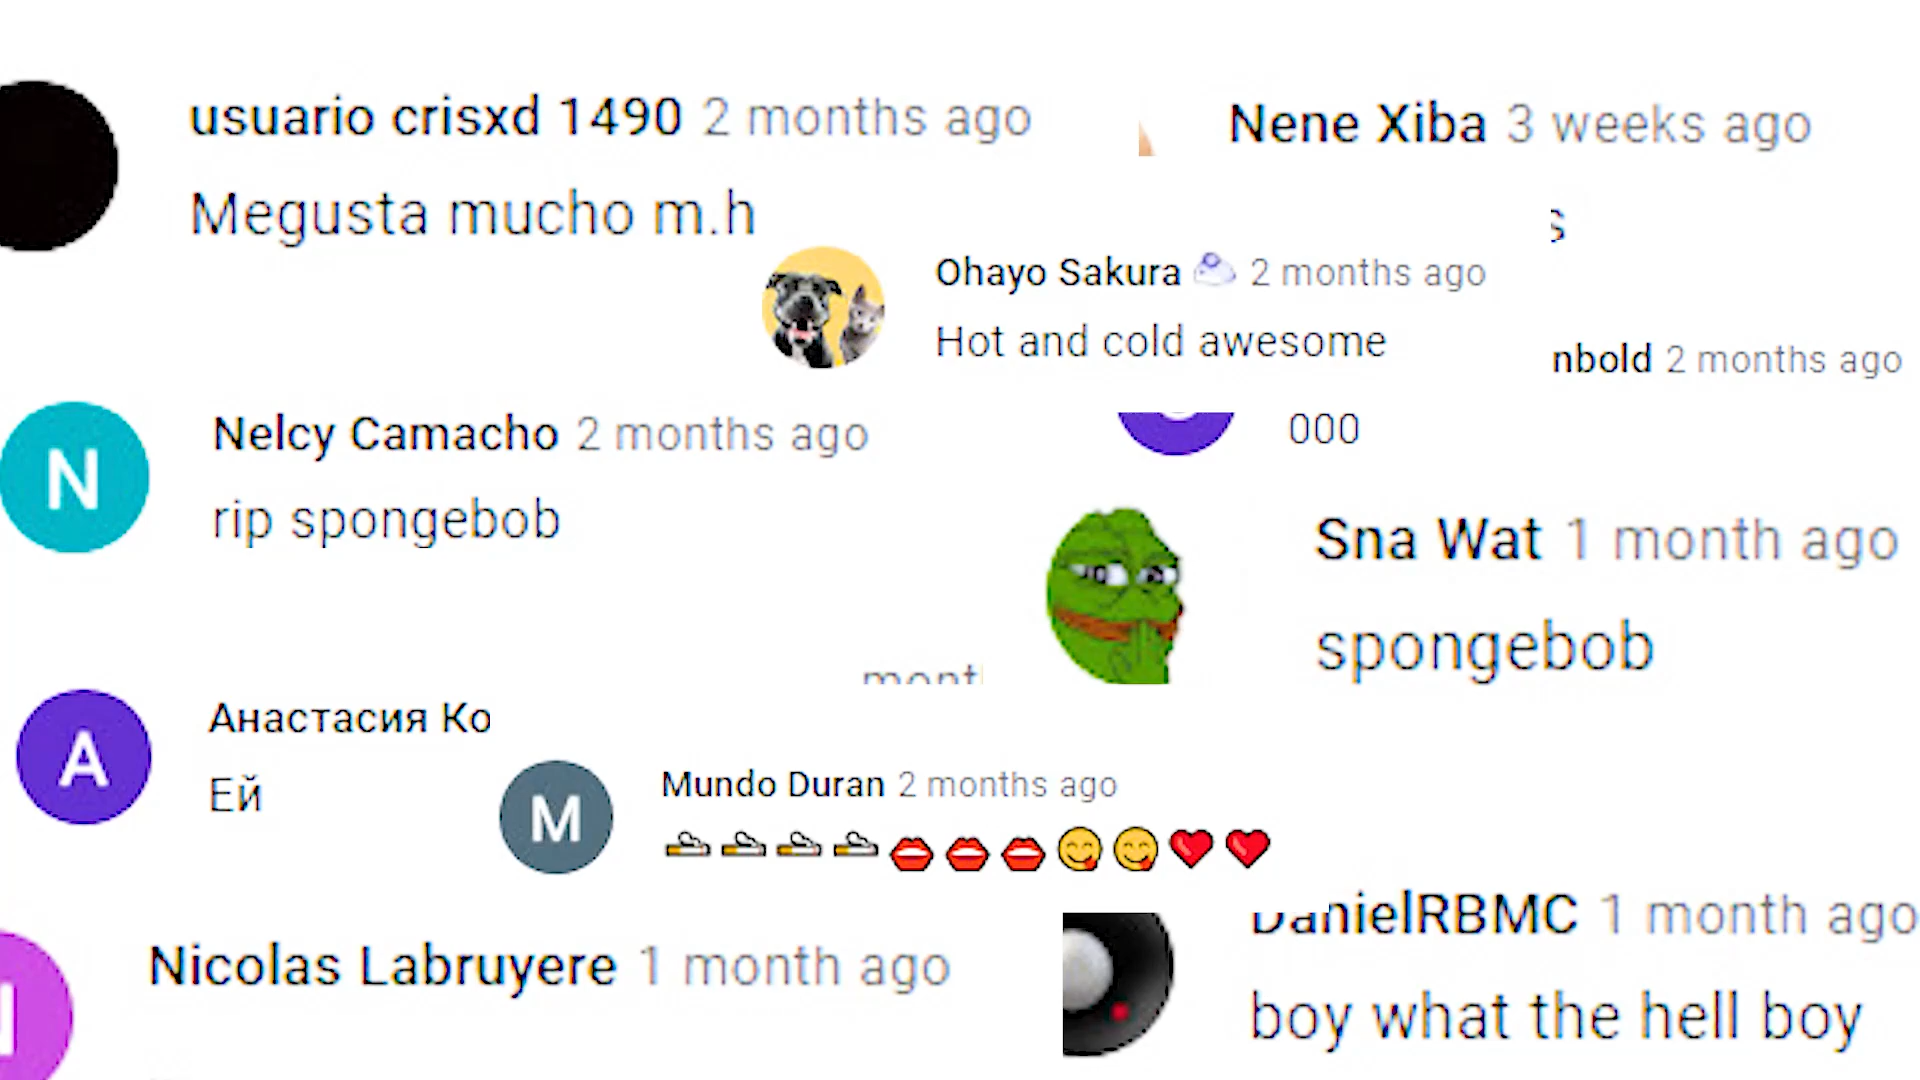 usuario crisxd 1490 2 months ago
Megusta mucho m.h
Nene Xiba 3 weeks ago
s
Ohayo Sakura 2 months ago
Hot and cold awesome
nbold 2 months ago
ooo
Nelcy Camacho 2 months ago
N
rip spongebob
Sna Wat 1 month ago
spongebob
Анастасия Ко
A
Ей
Mundo Duran 2 months ago
M
🚬🚬🚬🚬👄👄👄😋😋❤️❤️
DanielRBMC 1 month ago
boy what the hell boy
Nicolas Labruyere 1 month ago